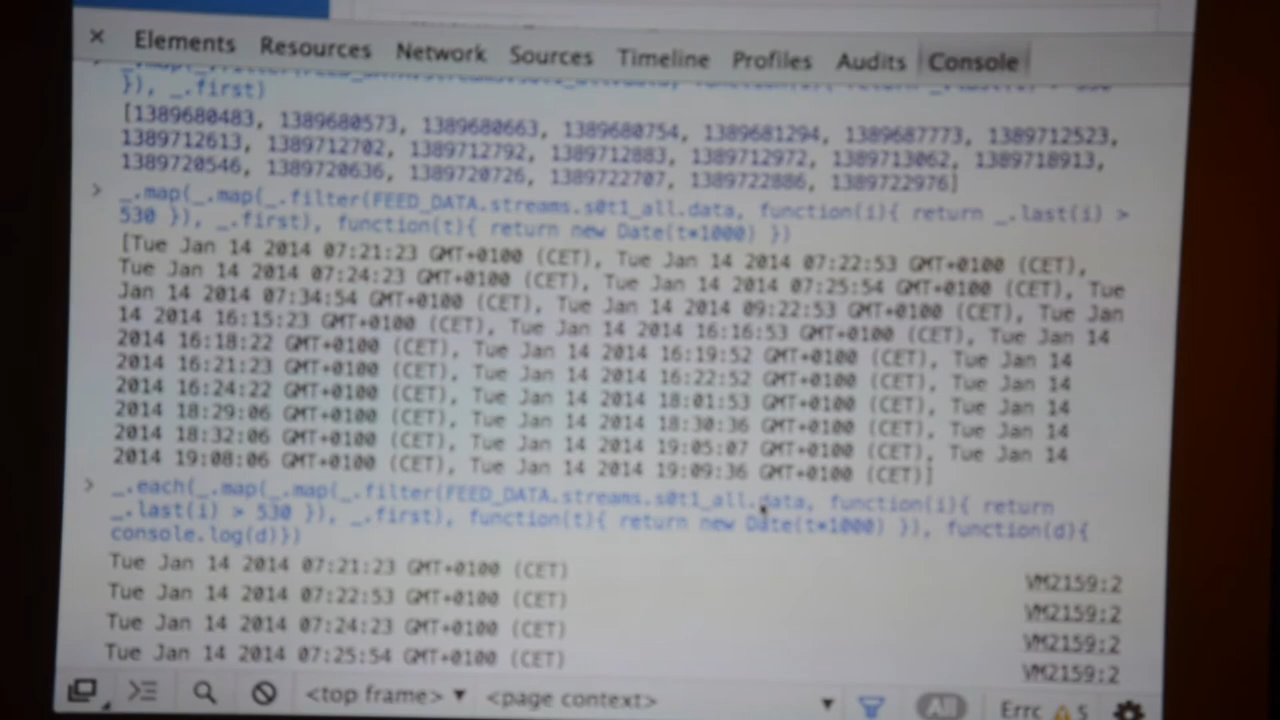 × Elements Resources Network Sources Timeline Profiles Audits Console
}), _.first)
[1389680483, 1389680573, 1389680663, 1389680754, 1389681294, 1389687773, 1389712523,
1389712613, 1389712702, 1389712792, 1389712883, 1389712972, 1389713062, 1389718913,
1389720546, 1389720636, 1389720726, 1389722707, 1389722886, 1389722976]
> _.map(_.map(_.filter(FEED_DATA.streams.s0t1_all.data, function(i){ return _.last(i) >
530 }), _.first), function(t){ return new Date(t*1000) })
[Tue Jan 14 2014 07:21:23 GMT+0100 (CET), Tue Jan 14 2014 07:22:53 GMT+0100 (CET),
Tue Jan 14 2014 07:24:23 GMT+0100 (CET), Tue Jan 14 2014 07:25:54 GMT+0100 (CET), Tue
Jan 14 2014 07:34:54 GMT+0100 (CET), Tue Jan 14 2014 09:22:53 GMT+0100 (CET), Tue Jan
14 2014 16:15:23 GMT+0100 (CET), Tue Jan 14 2014 16:16:53 GMT+0100 (CET), Tue Jan 14
2014 16:18:22 GMT+0100 (CET), Tue Jan 14 2014 16:19:52 GMT+0100 (CET), Tue Jan 14
2014 16:21:23 GMT+0100 (CET), Tue Jan 14 2014 16:22:52 GMT+0100 (CET), Tue Jan 14
2014 16:24:22 GMT+0100 (CET), Tue Jan 14 2014 18:01:53 GMT+0100 (CET), Tue Jan 14
2014 18:29:06 GMT+0100 (CET), Tue Jan 14 2014 18:30:36 GMT+0100 (CET), Tue Jan 14
2014 18:32:06 GMT+0100 (CET), Tue Jan 14 2014 19:05:07 GMT+0100 (CET), Tue Jan 14
2014 19:08:06 GMT+0100 (CET), Tue Jan 14 2014 19:09:36 GMT+0100 (CET)]
> _.each(_.map(_.map(_.filter(FEED_DATA.streams.s0t1_all.data, function(i){ return
_.last(i) > 530 }), _.first), function(t){ return new Date(t*1000) }), function(d){
console.log(d)})
Tue Jan 14 2014 07:21:23 GMT+0100 (CET) VM2159:2
Tue Jan 14 2014 07:22:53 GMT+0100 (CET) VM2159:2
Tue Jan 14 2014 07:24:23 GMT+0100 (CET) VM2159:2
Tue Jan 14 2014 07:25:54 GMT+0100 (CET) VM2159:2
<top frame> ▼ <page context> ▼ All Errc 5